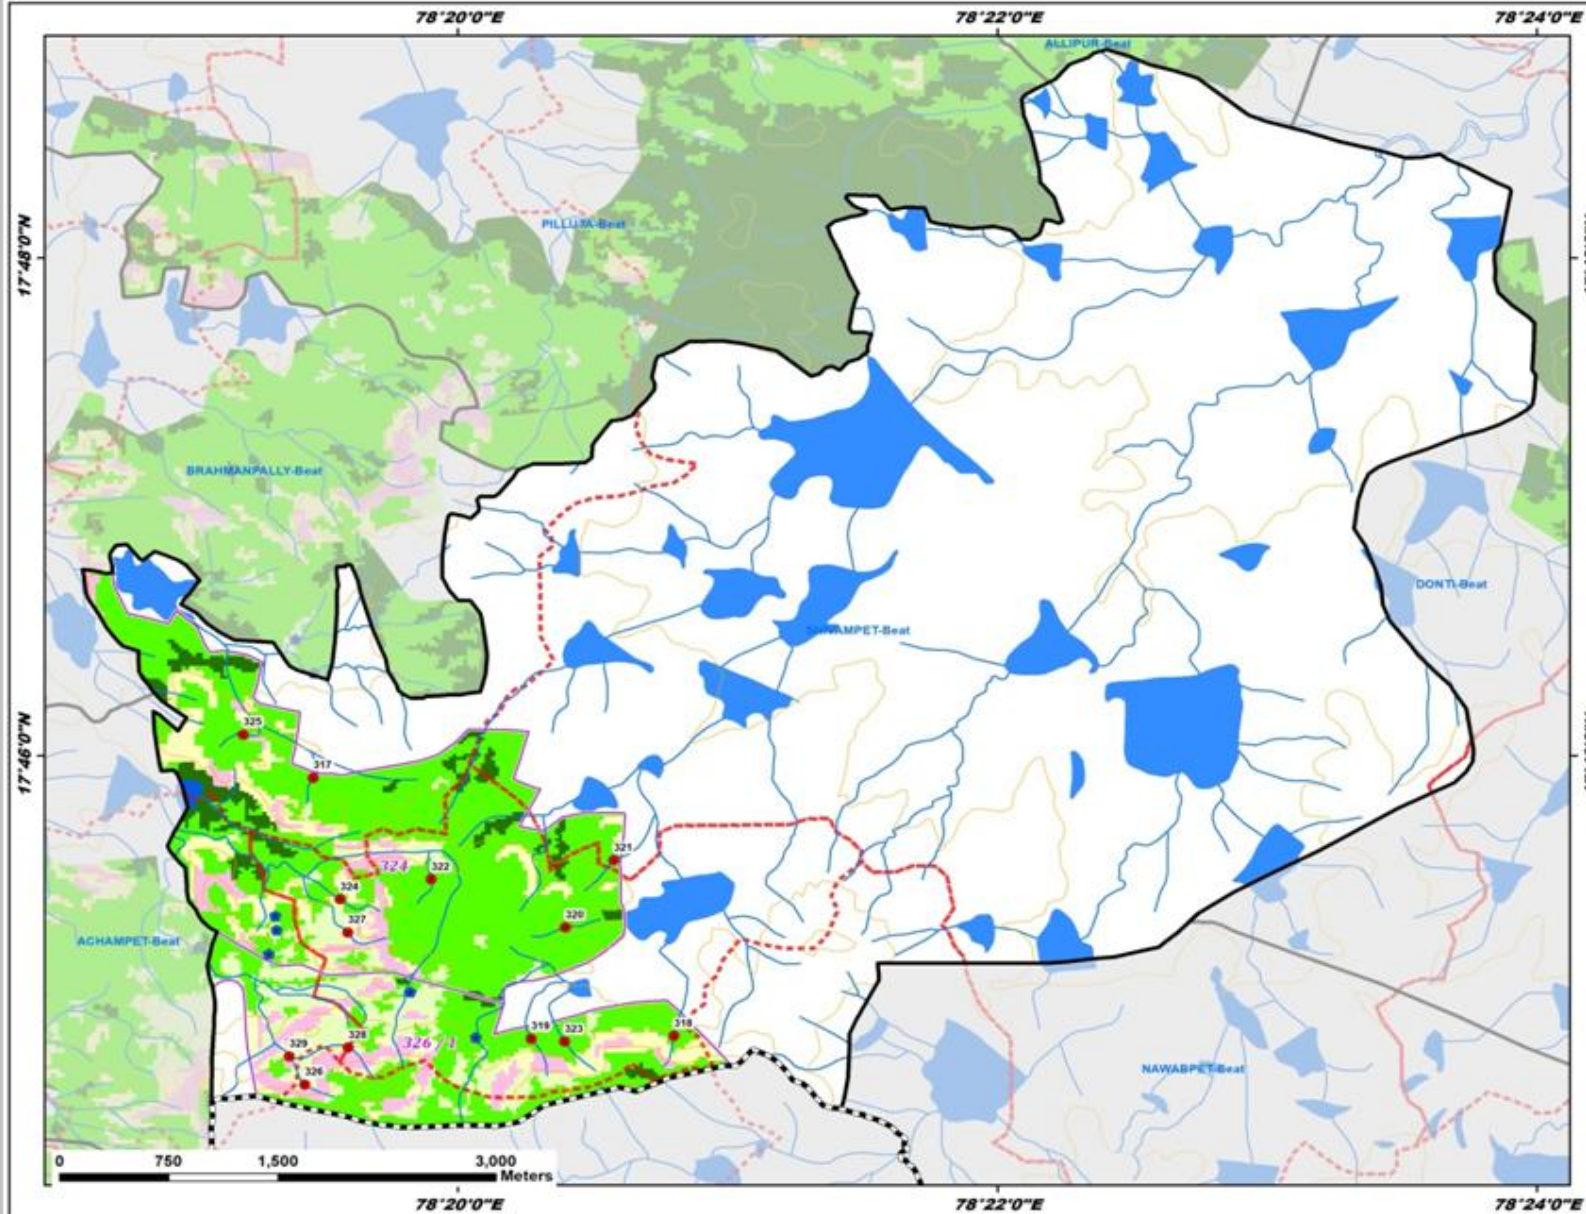 78°20'0"E 78°22'0"E 78°24'0"E
ALLIPUR-Beat
PILLUTA-Beat
17°48'0"N
BRAHMANPALLY-Beat
DONTI-Beat
SHIVAMPET-Beat
17°46'0"N
325
317
321
324
322
324
320
327
ACHAMPET-Beat
318
319
323
328
326 / 1
329
326
NAWABPET-Beat
0 750 1,500 3,000
Meters
78°20'0"E 78°22'0"E 78°24'0"E